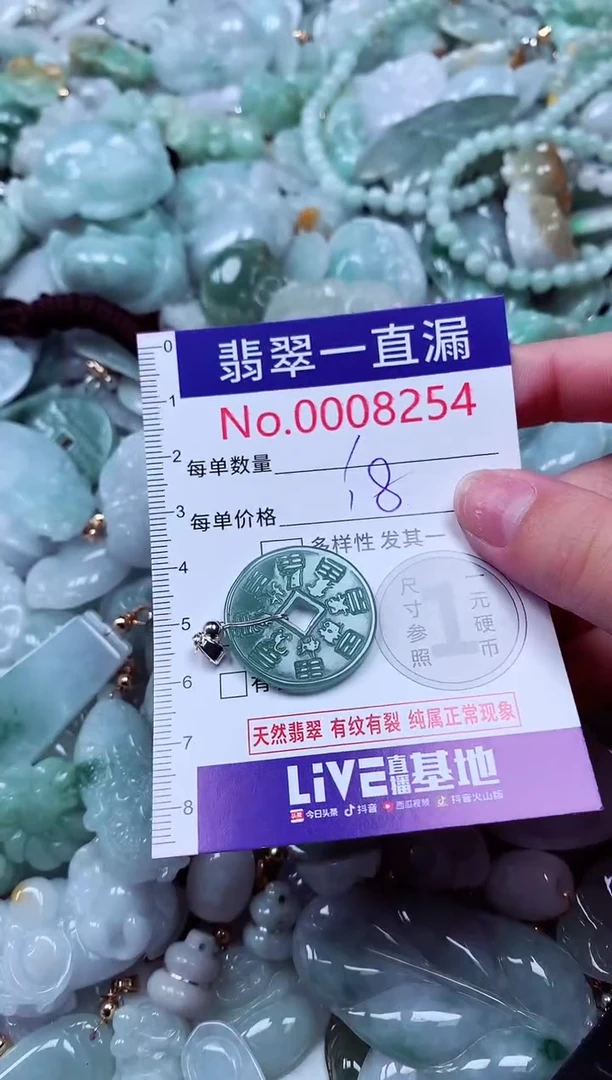 0
翡翠一直漏
1
No.0008254
2
每单数量
1
3
每单价格
18
多样性 发其一
4
尺寸参照
1
一元硬币
5
6
有
天然翡翠 有纹有裂 纯属正常现象
7
LiVE直播基地
8
头条 今日头条 抖音 西瓜视频 抖音火山版